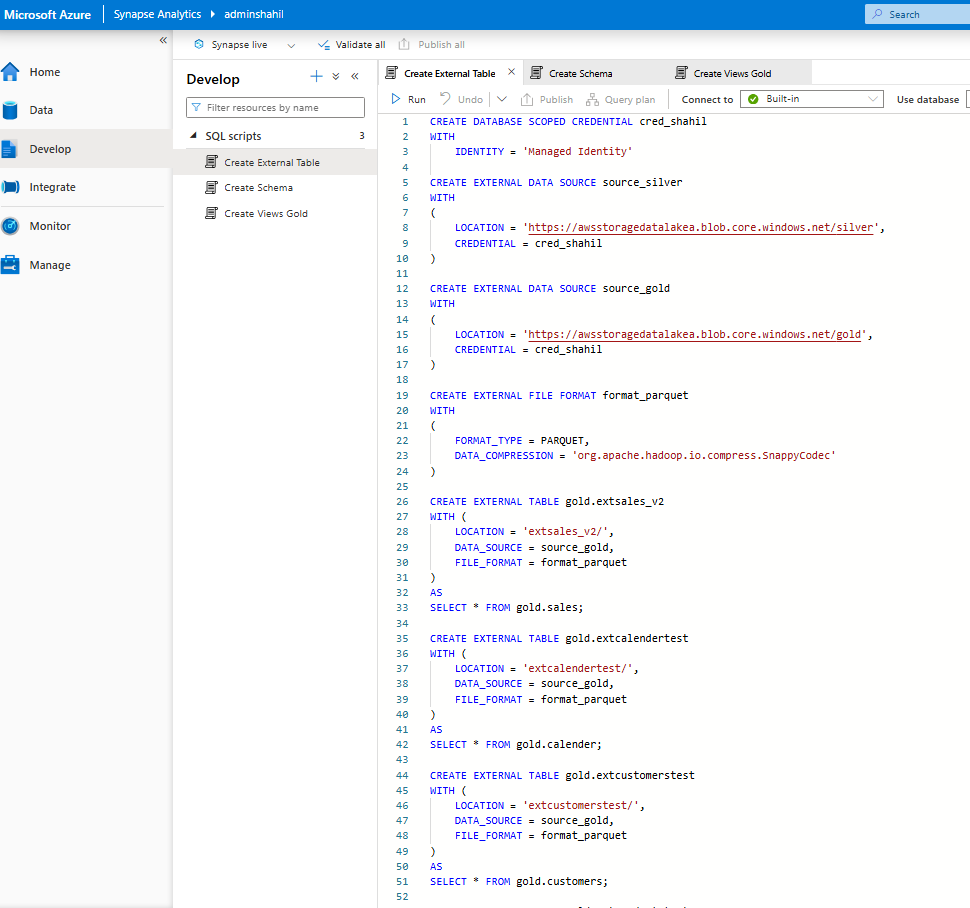 Microsoft Azure
Synapse Analytics
adminshahil
Search
Synapse live
Validate all
Publish all
Home
Data
Develop
Integrate
Monitor
Manage
Develop
Filter resources by name
SQL scripts 3
Create External Table
Create Schema
Create Views Gold
Create External Table
Create Schema
Create Views Gold
Run
Undo
Publish
Query plan
Connect to
Built-in
Use database
1 CREATE DATABASE SCOPED CREDENTIAL cred_shahil
2 WITH
3 IDENTITY = 'Managed Identity'
4
5 CREATE EXTERNAL DATA SOURCE source_silver
6 WITH
7 (
8 LOCATION = 'https://awsstoragedatalakea.blob.core.windows.net/silver',
9 CREDENTIAL = cred_shahil
10 )
11
12 CREATE EXTERNAL DATA SOURCE source_gold
13 WITH
14 (
15 LOCATION = 'https://awsstoragedatalakea.blob.core.windows.net/gold',
16 CREDENTIAL = cred_shahil
17 )
18
19 CREATE EXTERNAL FILE FORMAT format_parquet
20 WITH
21 (
22 FORMAT_TYPE = PARQUET,
23 DATA_COMPRESSION = 'org.apache.hadoop.io.compress.SnappyCodec'
24 )
25
26 CREATE EXTERNAL TABLE gold.extsales_v2
27 WITH (
28 LOCATION = 'extsales_v2/',
29 DATA_SOURCE = source_gold,
30 FILE_FORMAT = format_parquet
31 )
32 AS
33 SELECT * FROM gold.sales;
34
35 CREATE EXTERNAL TABLE gold.extcalendertest
36 WITH (
37 LOCATION = 'extcalendertest/',
38 DATA_SOURCE = source_gold,
39 FILE_FORMAT = format_parquet
40 )
41 AS
42 SELECT * FROM gold.calender;
43
44 CREATE EXTERNAL TABLE gold.extcustomerstest
45 WITH (
46 LOCATION = 'extcustomerstest/',
47 DATA_SOURCE = source_gold,
48 FILE_FORMAT = format_parquet
49 )
50 AS
51 SELECT * FROM gold.customers;
52